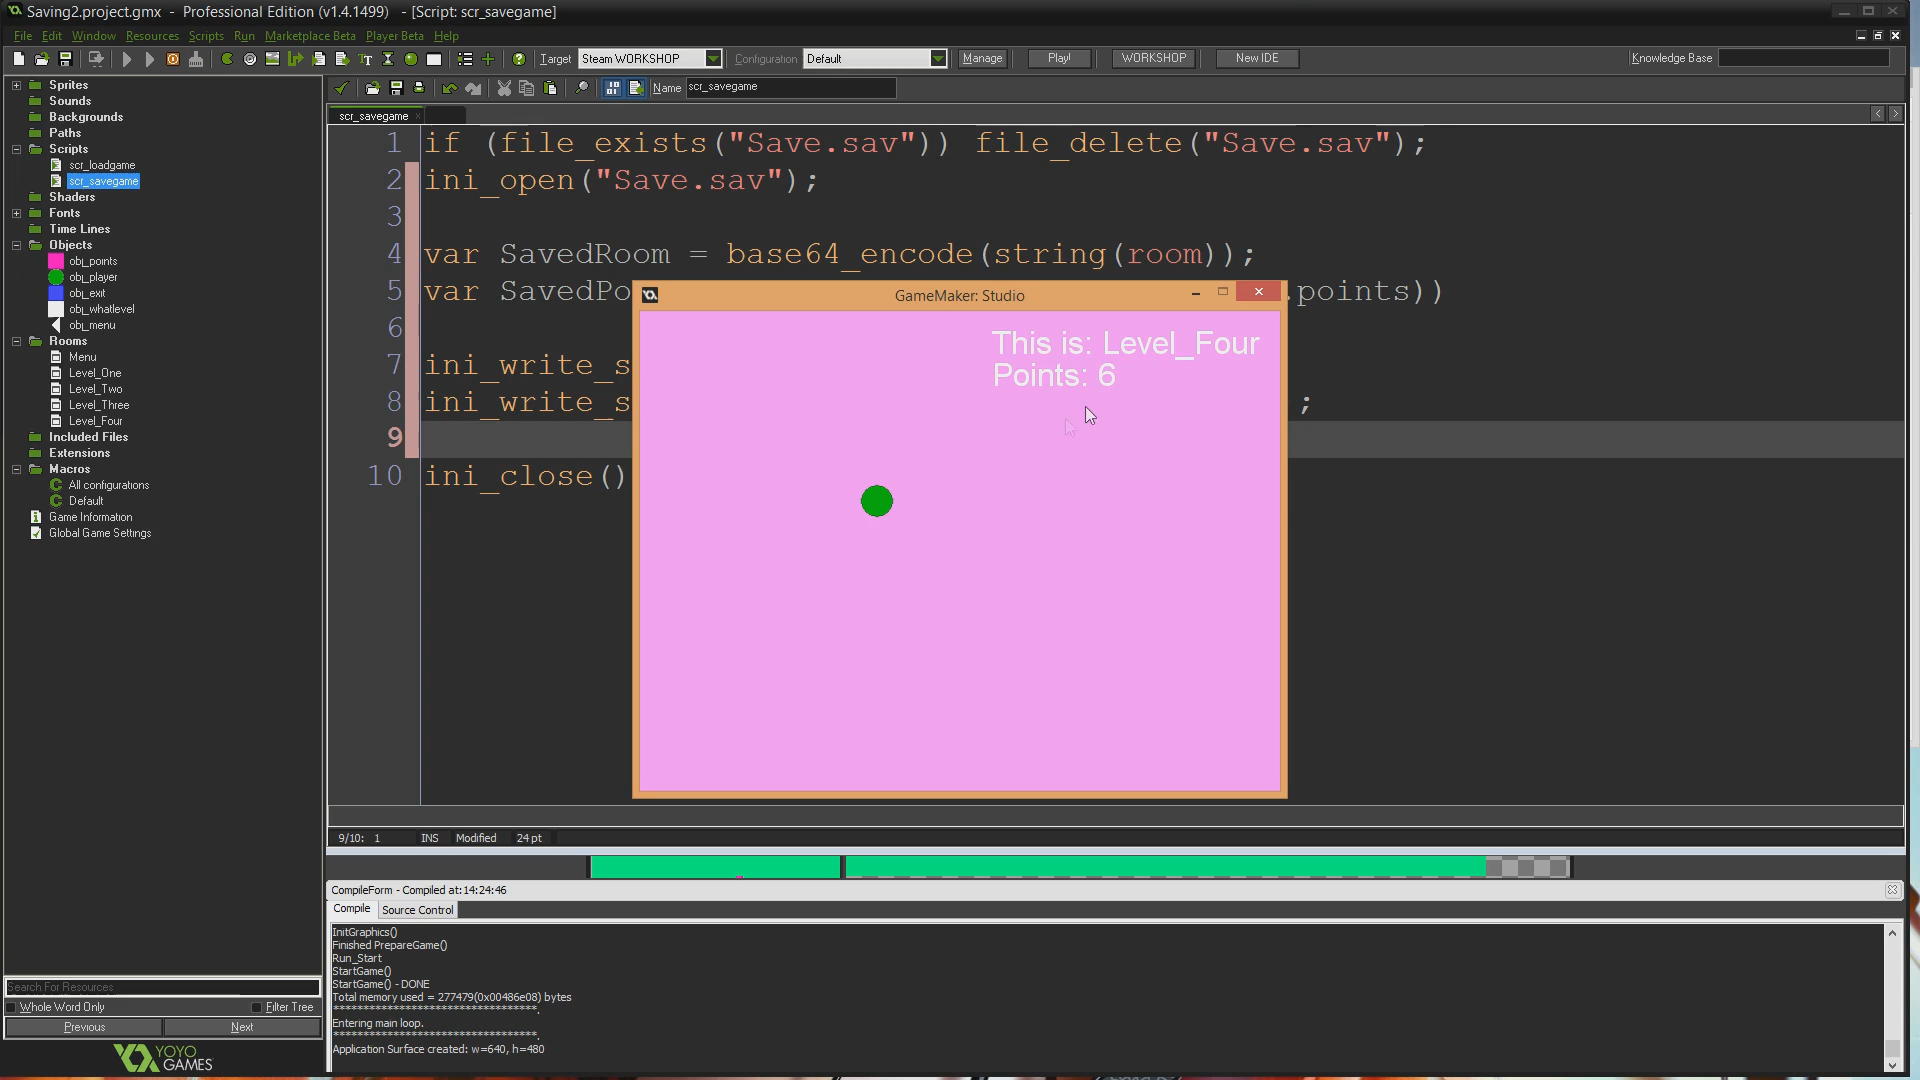 Saving2.project.gmx - Professional Edition (v1.4.1499) - [Script: scr_savegame]
File Edit Window Resources Scripts Run Marketplace Beta Player Beta Help
Target Steam WORKSHOP Configuration Default Manage Play! WORKSHOP New IDE Knowledge Base
Name scr_savegame
scr_savegame
Sprites
Sounds
Backgrounds
Paths
Scripts
scr_loadgame
scr_savegame
Shaders
Fonts
Time Lines
Objects
obj_points
obj_player
obj_exit
obj_whatlevel
obj_menu
Rooms
Menu
Level_One
Level_Two
Level_Three
Level_Four
Included Files
Extensions
Macros
All configurations
Default
Game Information
Global Game Settings
Search For Resources
Whole Word Only Filter Tree
Previous Next
YOYO
GAMES
1 if (file_exists("Save.sav")) file_delete("Save.sav");
2 ini_open("Save.sav");
3
4 var SavedRoom = base64_encode(string(room));
5 var SavedPo .points))
6
7 ini_write_s
8 ini_write_s ;
9
10 ini_close()
GameMaker: Studio
This is: Level_Four
Points: 6
9/10: 1 INS Modified 24 pt
CompileForm - Compiled at: 14:24:46
Compile Source Control
InitGraphics()
Finished PrepareGame()
Run_Start
StartGame()
StartGame() - DONE
Total memory used = 277479(0x00486e08) bytes
**********************************.
Entering main loop.
**********************************.
Application Surface created: w=640, h=480